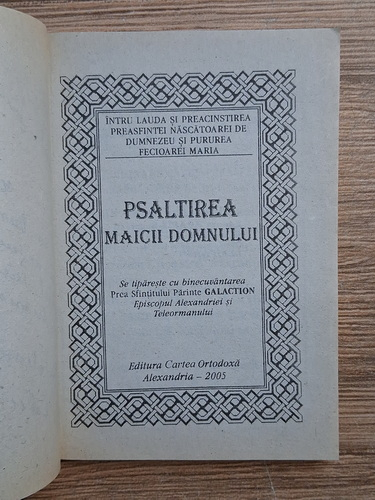 ÎNTRU LAUDA ȘI PREACINSTIREA
PREASFINTEI NĂSCĂTOAREI DE
DUMNEZEU ȘI PURUREA
FECIOAREI MARIA
PSALTIREA
MAICII DOMNULUI
Se tipărește cu binecuvântarea
Prea Sfințitului Părinte GALACTION
Episcopul Alexandriei și
Teleormanului
Editura Cartea Ortodoxă
Alexandria – 2005